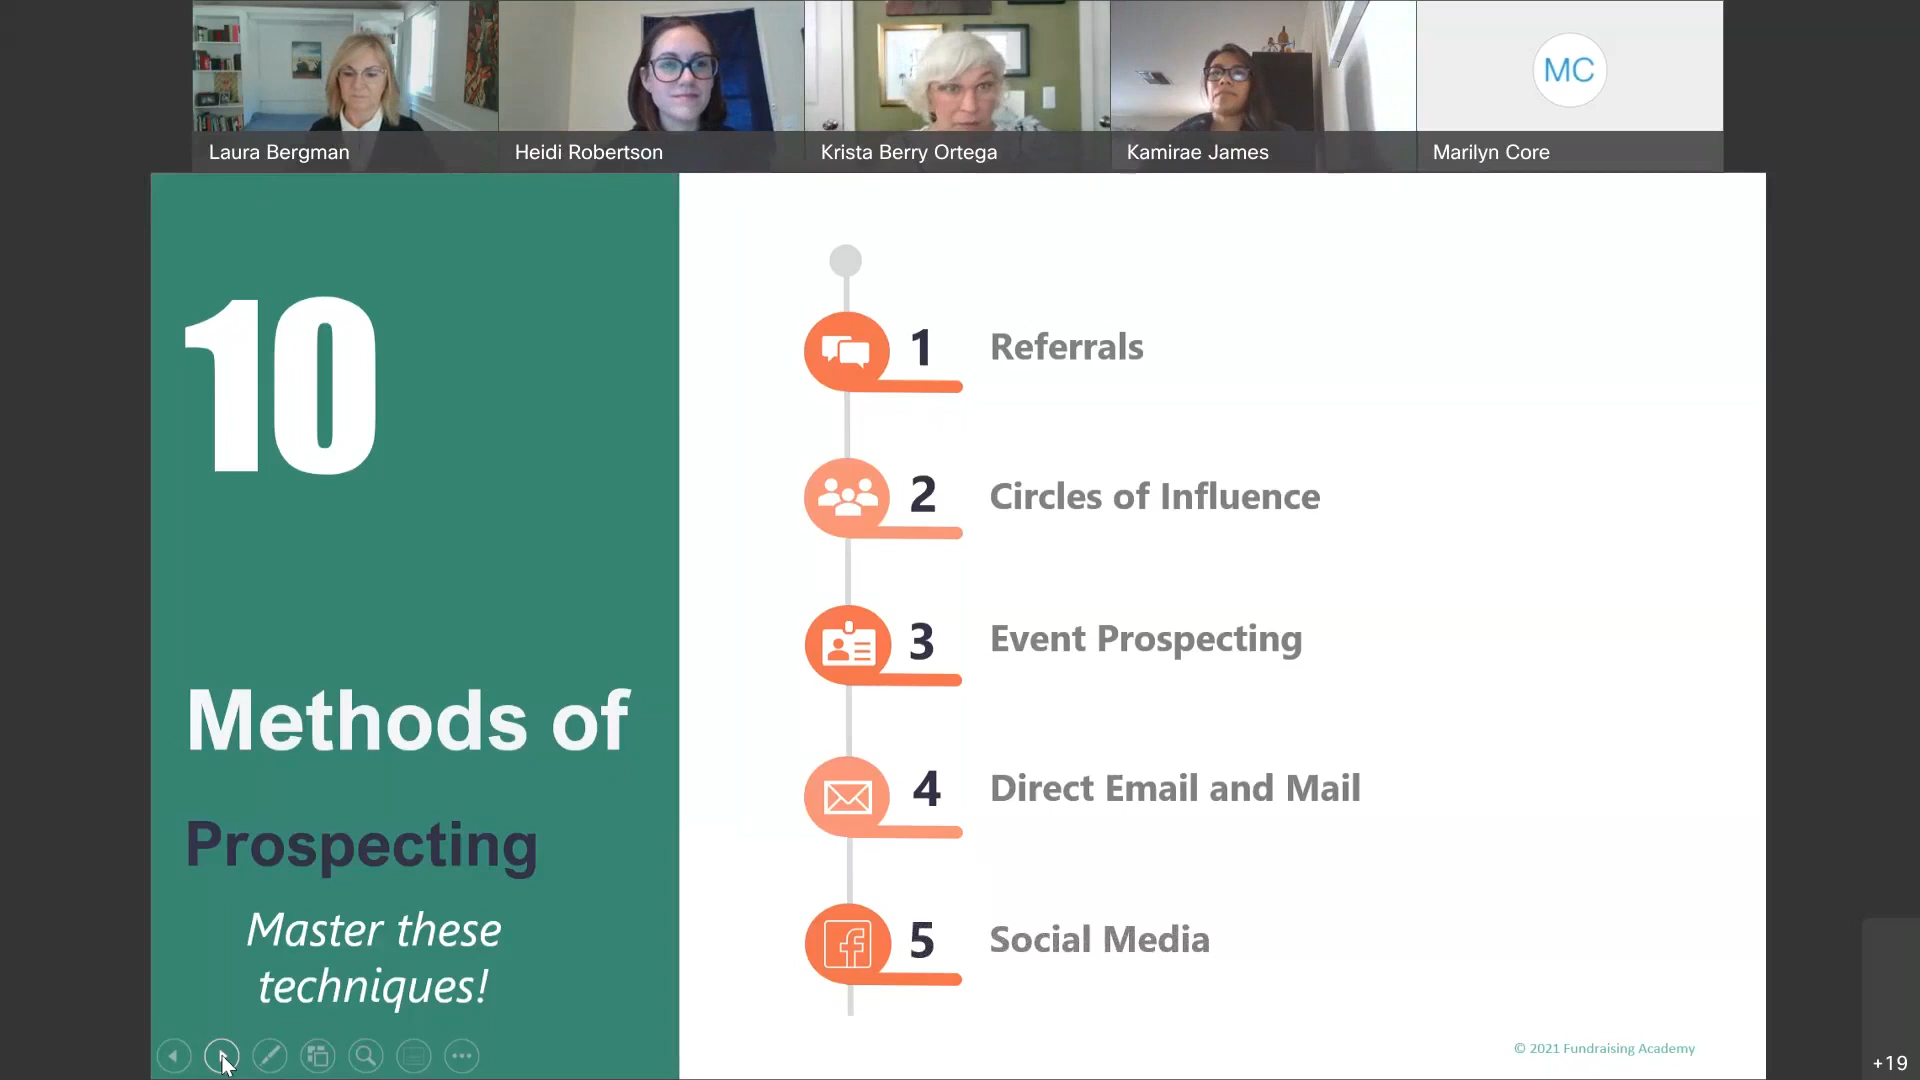 MC
Laura Bergman
Heidi Robertson
Krista Berry Ortega
Kamirae James
Marilyn Core
10
Methods of
Prospecting
Master these
techniques!
1 Referrals
2 Circles of Influence
3 Event Prospecting
4 Direct Email and Mail
5 Social Media
© 2021 Fundraising Academy
+19